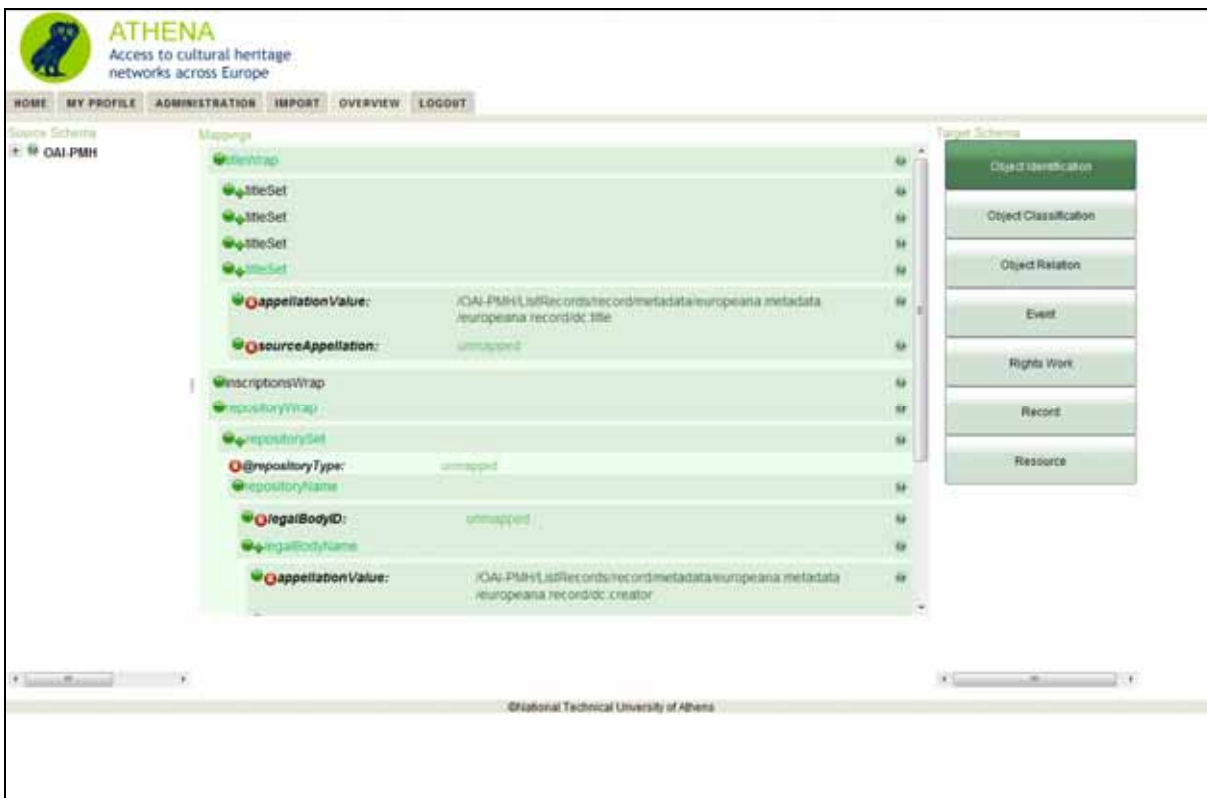 ATHENA
Access to cultural heritage
networks across Europe
HOME MY PROFILE ADMINISTRATION IMPORT OVERVIEW LOGOUT
Source Schema
OAI-PMH
Mappings
titleWrap
titleSet
titleSet
titleSet
titleSet
appellationValue: /OAI-PMH/ListRecords/record/metadata/europeana:metadata
/europeana:record/dc:title
sourceAppellation: unmapped
inscriptionsWrap
repositoryWrap
repositorySet
@repositoryType: unmapped
repositoryName
legalBodyID: unmapped
legalBodyName
appellationValue: /OAI-PMH/ListRecords/record/metadata/europeana:metadata
/europeana:record/dc:creator
Target Schema
Object Identification
Object Classification
Object Relation
Event
Rights Work
Record
Resource
©National Technical University of Athens